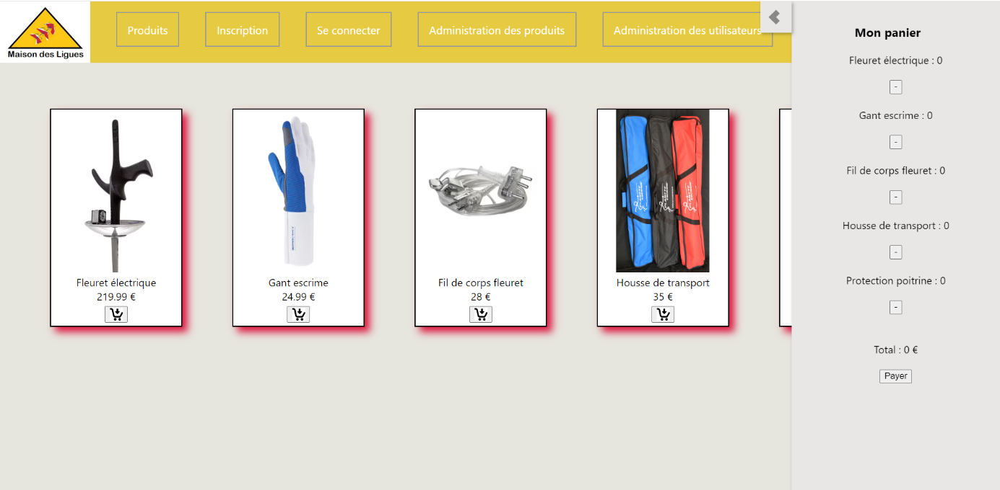 Maison des Ligues
Produits
Inscription
Se connecter
Administration des produits
Administration des utilisateurs
Fleuret électrique
219.99 €
Gant escrime
24.99 €
Fil de corps fleuret
28 €
Housse de transport
35 €
Mon panier
Fleuret électrique : 0
-
Gant escrime : 0
-
Fil de corps fleuret : 0
-
Housse de transport : 0
-
Protection poitrine : 0
-
Total : 0 €
Payer